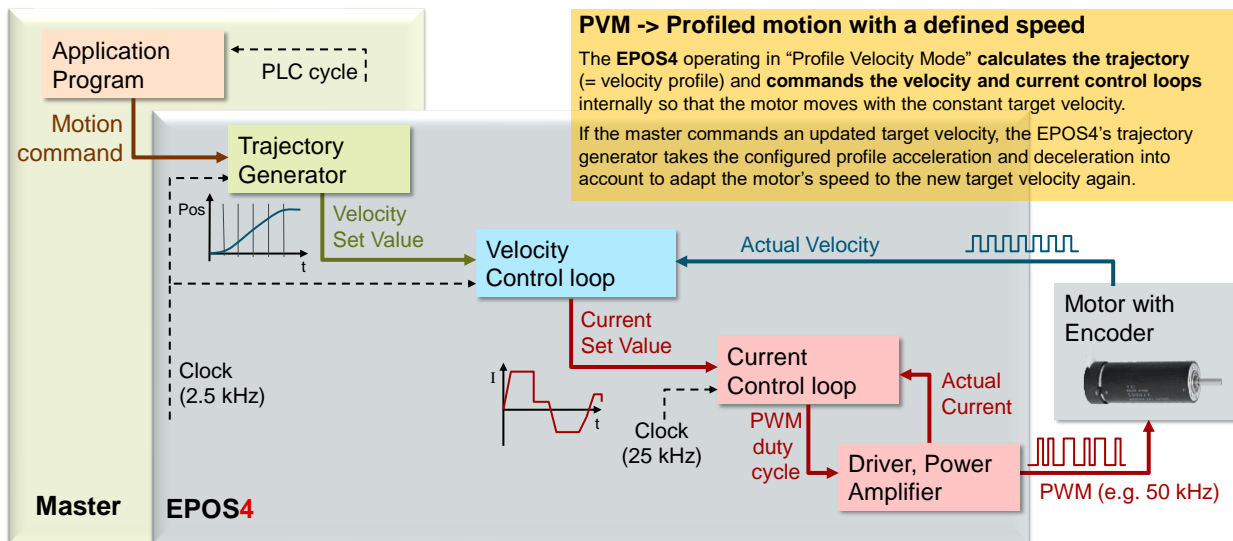 PVM -> Profiled motion with a defined speed
The EPOS4 operating in “Profile Velocity Mode” calculates the trajectory
(= velocity profile) and commands the velocity and current control loops
internally so that the motor moves with the constant target velocity.
If the master commands an updated target velocity, the EPOS4’s trajectory
generator takes the configured profile acceleration and deceleration into
account to adapt the motor’s speed to the new target velocity again.
Application
Program
PLC cycle
Motion
command
Trajectory
Generator
Pos
t
Velocity
Set Value
Velocity
Control loop
Actual Velocity
Motor with
Encoder
Current
Set Value
Clock
(2.5 kHz)
I
t
Current
Control loop
Actual
Current
Clock
(25 kHz)
PWM
duty
cycle
Driver, Power
Amplifier
PWM (e.g. 50 kHz)
Master
EPOS4